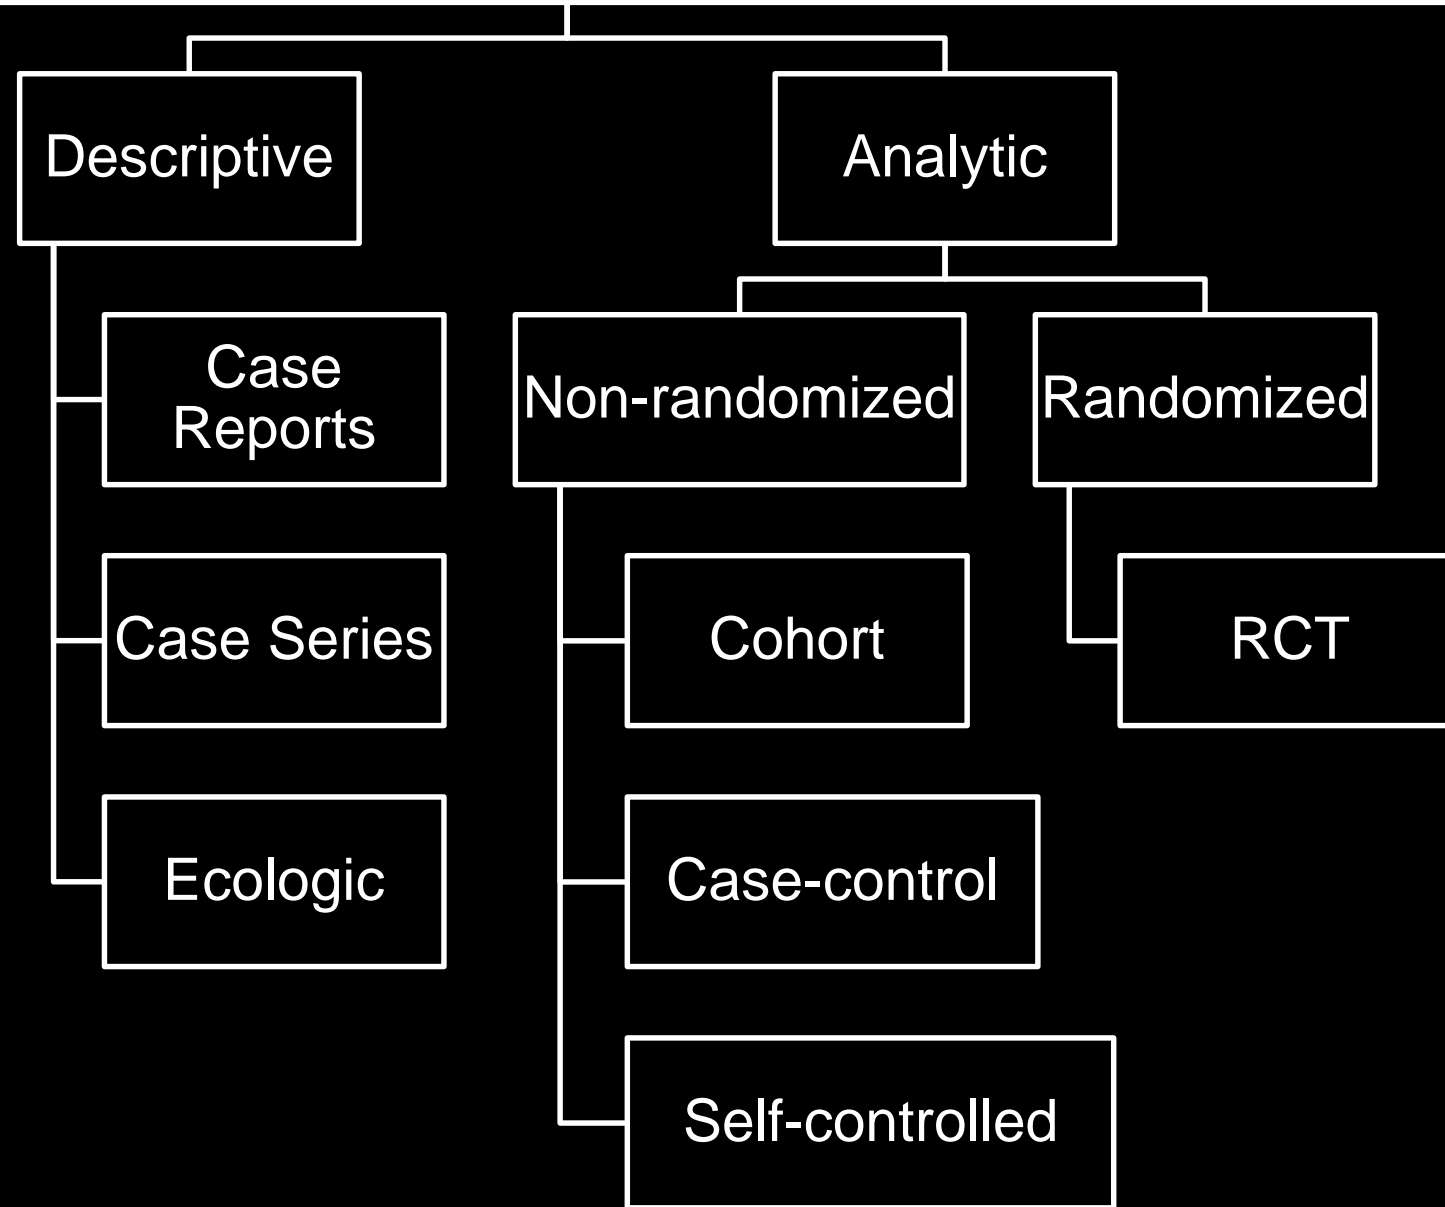 Descriptive
Analytic
Case
Reports
Non-randomized
Randomized
Case Series
Cohort
RCT
Ecologic
Case-control
Self-controlled